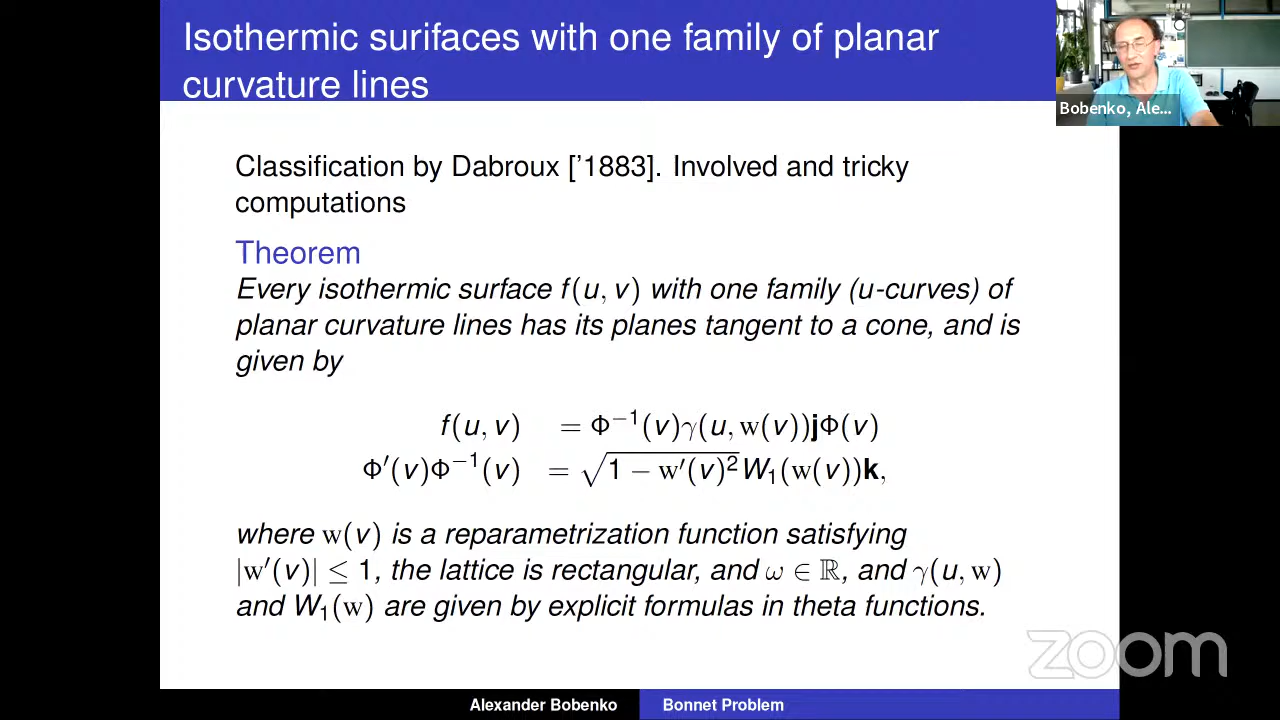 Isothermic surifaces with one family of planar
curvature lines
Bobenko, Ale...
Classification by Dabroux ['1883]. Involved and tricky
computations
Theorem
Every isothermic surface f(u, v) with one family (u-curves) of
planar curvature lines has its planes tangent to a cone, and is
given by
f(u, v) = Φ⁻¹(v)γ(u, w(v))jΦ(v)
Φ′(v)Φ⁻¹(v) = √(1 − w′(v)²) W₁(w(v))k,
where w(v) is a reparametrization function satisfying
|w′(v)| ≤ 1, the lattice is rectangular, and ω ∈ ℝ, and γ(u, w)
and W₁(w) are given by explicit formulas in theta functions.
zoom
Alexander Bobenko Bonnet Problem